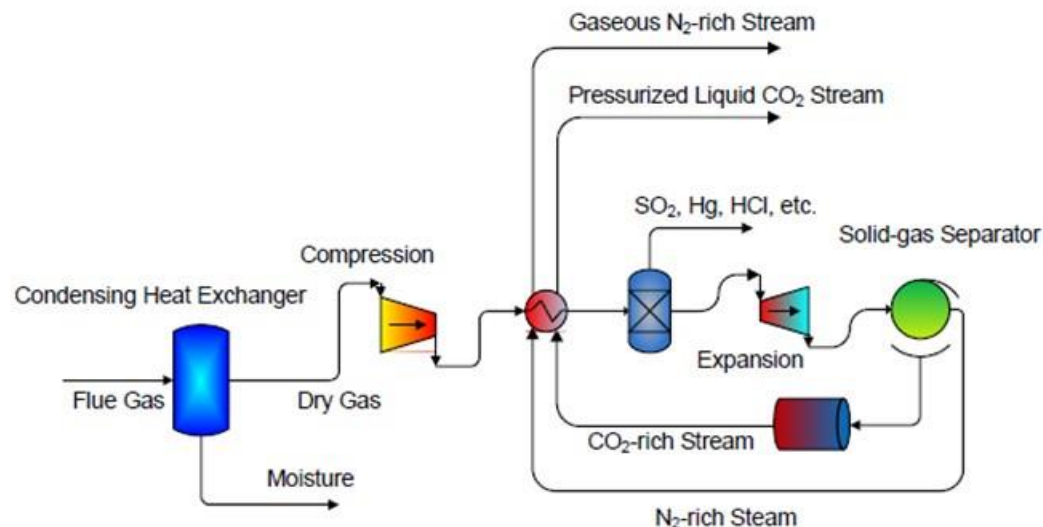 Gaseous N₂-rich Stream
Pressurized Liquid CO₂ Stream
SO₂, Hg, HCl, etc.
Solid-gas Separator
Compression
Condensing Heat Exchanger
Expansion
Flue Gas
Dry Gas
CO₂-rich Stream
Moisture
N₂-rich Steam